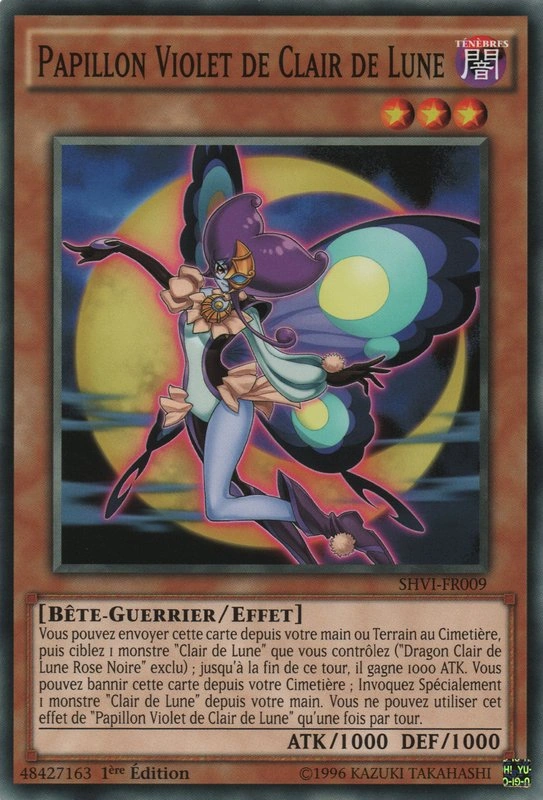 PAPILLON VIOLET DE CLAIR DE LUNE
TÉNÈBRES
闇
SHVI-FR009
[BÊTE-GUERRIER/EFFET]
Vous pouvez envoyer cette carte depuis votre main ou Terrain au Cimetière,
puis ciblez 1 monstre "Clair de Lune" que vous contrôlez ("Dragon Clair de
Lune Rose Noire" exclu) ; jusqu'à la fin de ce tour, il gagne 1000 ATK. Vous
pouvez bannir cette carte depuis votre Cimetière ; Invoquez Spécialement
1 monstre "Clair de Lune" depuis votre main. Vous ne pouvez utiliser cet
effet de "Papillon Violet de Clair de Lune" qu'une fois par tour.
ATK/1000 DEF/1000
48427163 1ère Édition ©1996 KAZUKI TAKAHASHI